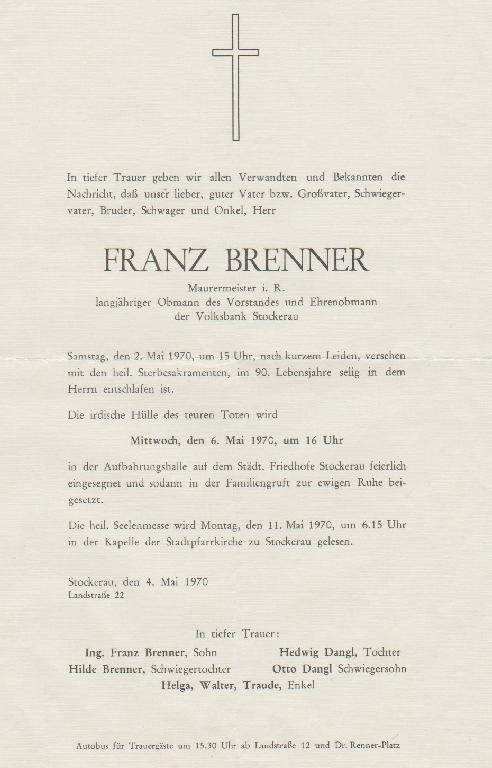 In tiefer Trauer geben wir allen Verwandten und Bekannten die
Nachricht, daß unser lieber, guter Vater bzw. Großvater, Schwieger-
vater, Bruder, Schwager und Onkel, Herr
FRANZ BRENNER
Maurermeister i. R.
langjähriger Obmann des Vorstandes und Ehrenobmann
der Volksbank Stockerau
Samstag, den 2. Mai 1970, um 15 Uhr, nach kurzem Leiden, versehen
mit den heil. Sterbesakramenten, im 90. Lebensjahre selig in dem
Herrn entschlafen ist.
Die irdische Hülle des teuren Toten wird
Mittwoch, den 6. Mai 1970, um 16 Uhr
in der Aufbahrungshalle auf dem Städt. Friedhofe Stockerau feierlich
eingesegnet und sodann in der Familiengruft zur ewigen Ruhe bei-
gesetzt.
Die heil. Seelenmesse wird Montag, den 11. Mai 1970, um 6.15 Uhr
in der Kapelle der Stadtpfarrkirche zu Stockerau gelesen.
Stockerau, den 4. Mai 1970
Landstraße 22
In tiefer Trauer:
Ing. Franz Brenner, Sohn
Hedwig Dangl, Tochter
Hilde Brenner, Schwiegertochter
Otto Dangl Schwiegersohn
Helga, Walter, Traude, Enkel
Autobus für Trauergäste um 15.30 Uhr ab Landstraße 12 und Dr. Renner-Platz